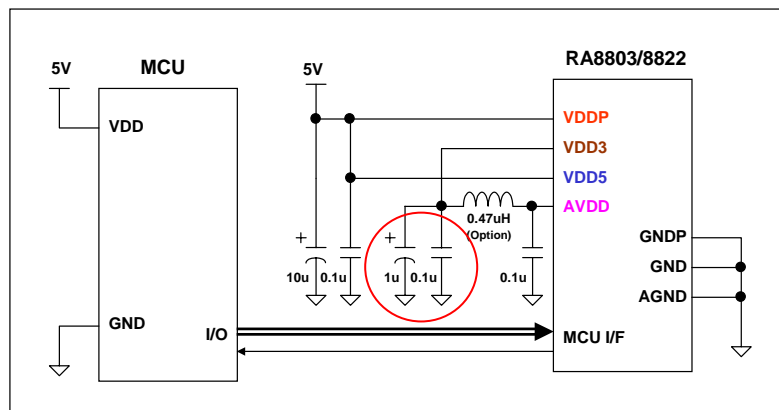 5V
MCU
5V
RA8803/8822
VDD
VDDP
VDD3
VDD5
AVDD
0.47uH
(Option)
GNDP
GND
AGND
+
10u
0.1u
+
1u
0.1u
0.1u
GND
I/O
MCU I/F